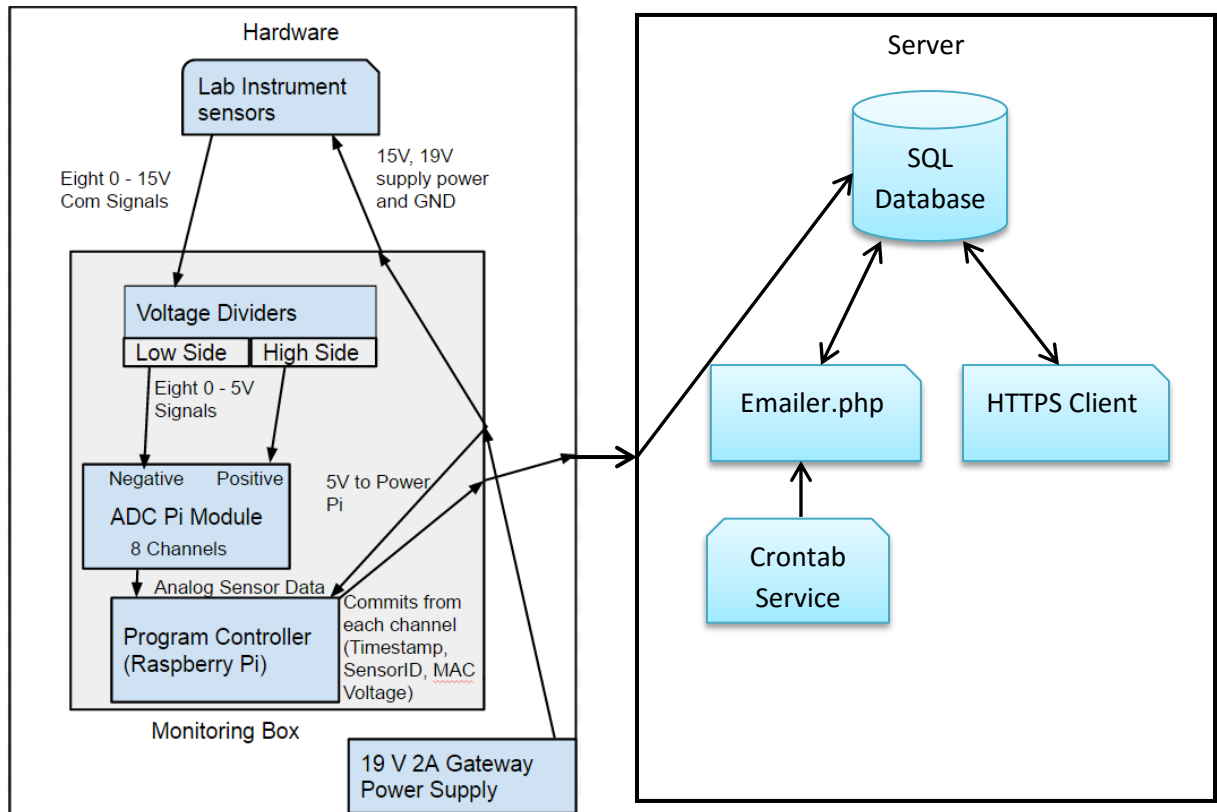 Hardware
Lab Instrument
sensors
Eight 0 - 15V
Com Signals
15V, 19V
supply power
and GND
Voltage Dividers
Low Side
High Side
Eight 0 - 5V
Signals
Negative
Positive
ADC Pi Module
8 Channels
5V to Power
Pi
Analog Sensor Data
Program Controller
(Raspberry Pi)
Commits from
each channel
(Timestamp,
SensorID, MAC
Voltage)
Monitoring Box
19 V 2A Gateway
Power Supply
Server
SQL
Database
Emailer.php
HTTPS Client
Crontab
Service